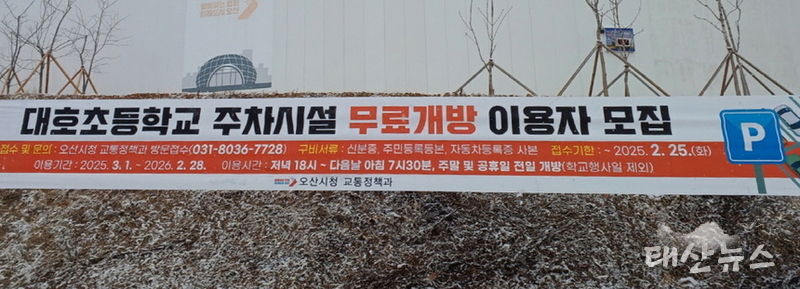 대호초등학교 주차시설 무료개방 이용자 모집
접수 및 문의 : 오산시청 교통정책과 방문접수(031-8036-7728) 구비서류 : 신분증, 주민등록등본, 자동차등록증 사본 접수기한 : ~ 2025. 2. 25.(화)
이용기간 : 2025. 3. 1. ~ 2026. 2. 28. 이용시간 : 저녁 18시 ~ 다음날 아침 7시30분, 주말 및 공휴일 전일 개방(학교행사일 제외)
오산시청 교통정책과
P
태산뉴스